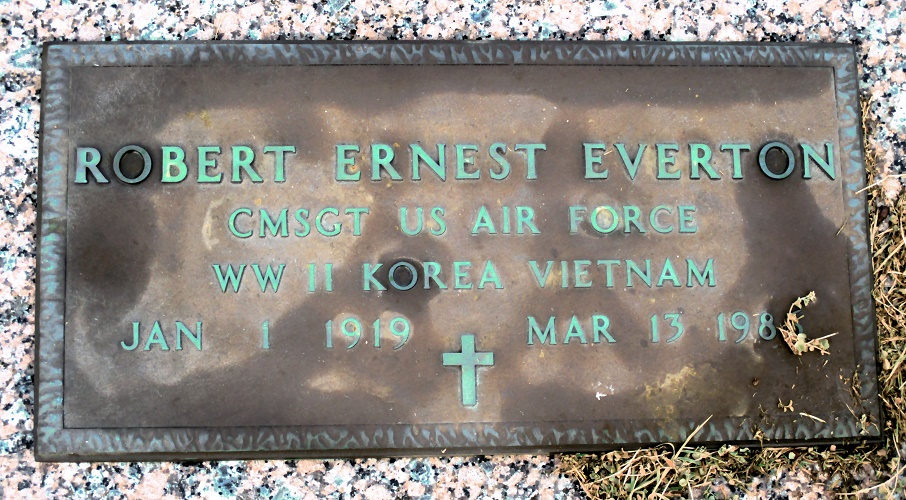 ROBERT ERNEST EVERTON
CMSGT US AIR FORCE
WW II KOREA VIETNAM
JAN 1 1919 MAR 13